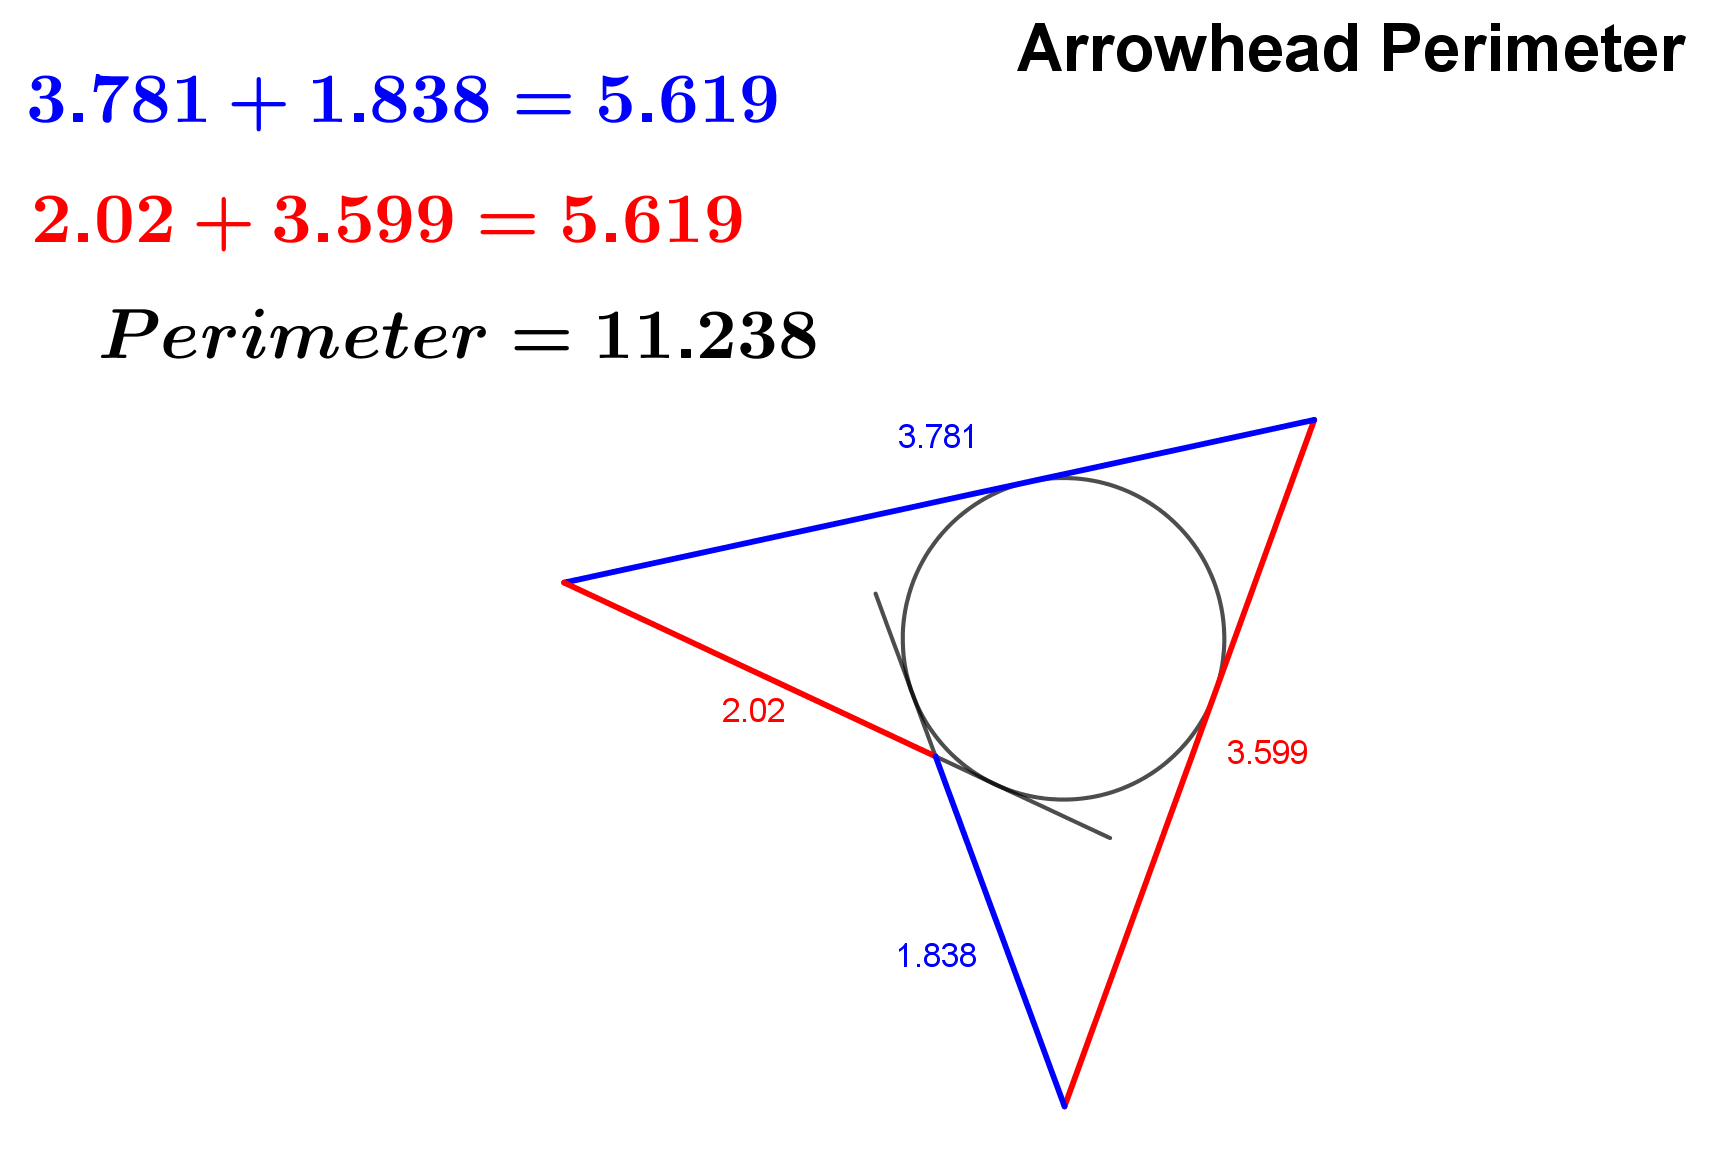 Arrowhead Perimeter
3.781 + 1.838 = 5.619
2.02 + 3.599 = 5.619
Perimeter = 11.238
3.781
2.02
3.599
1.838